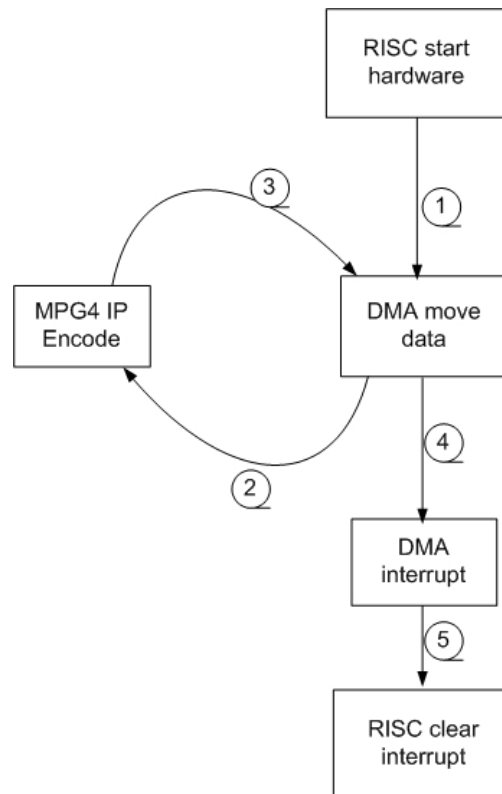 RISC start
hardware
3
1
MPG4 IP
Encode
DMA move
data
2
4
DMA
interrupt
5
RISC clear
interrupt